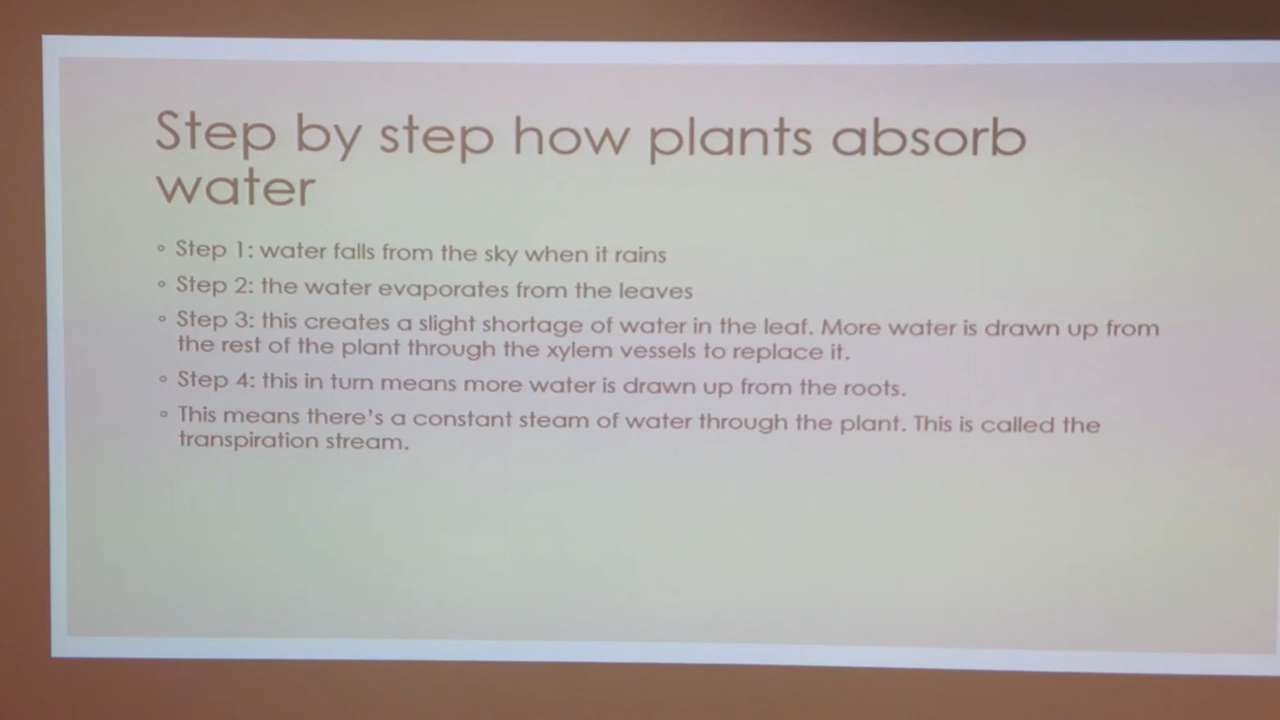 Step by step how plants absorb
water
◦ Step 1: water falls from the sky when it rains
◦ Step 2: the water evaporates from the leaves
◦ Step 3: this creates a slight shortage of water in the leaf. More water is drawn up from
the rest of the plant through the xylem vessels to replace it.
◦ Step 4: this in turn means more water is drawn up from the roots.
◦ This means there's a constant steam of water through the plant. This is called the
transpiration stream.